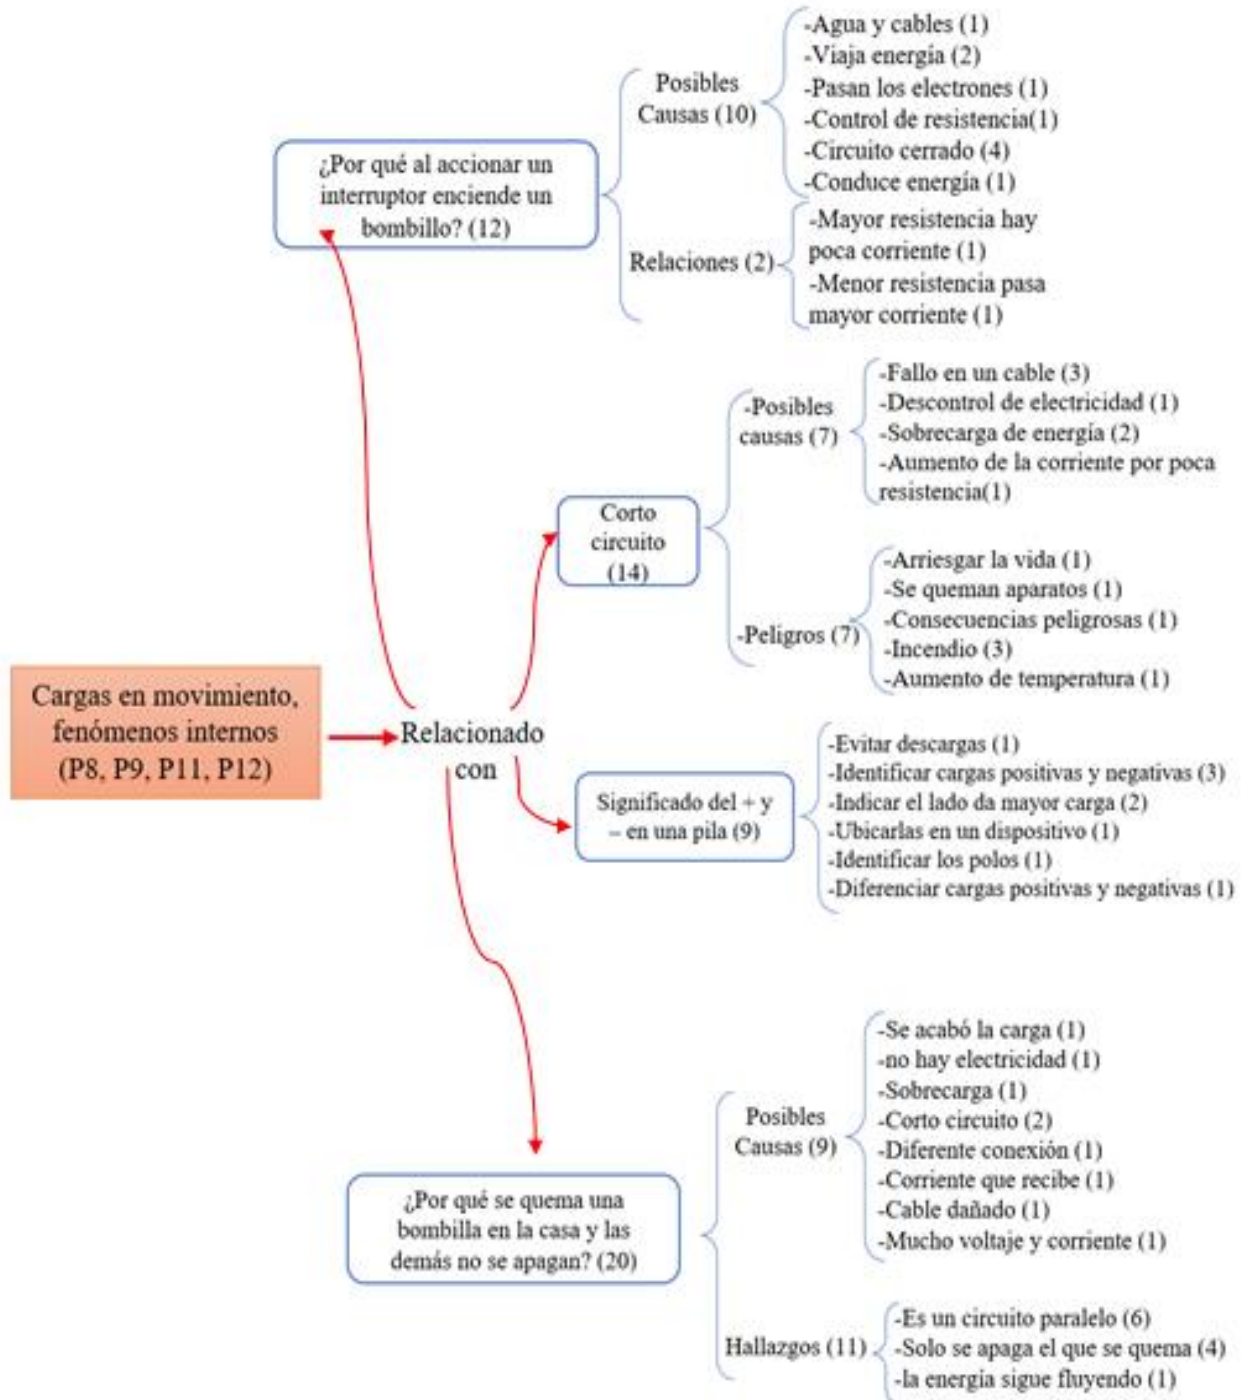 -Agua y cables (1)
-Viaja energía (2)
-Pasan los electrones (1)
-Control de resistencia(1)
-Circuito cerrado (4)
-Conduce energía (1)
Posibles
Causas (10)
¿Por qué al accionar un
interruptor enciende un
bombillo? (12)
-Mayor resistencia hay
poca corriente (1)
-Menor resistencia pasa
mayor corriente (1)
Relaciones (2)
-Fallo en un cable (3)
-Descontrol de electricidad (1)
-Sobrecarga de energía (2)
-Aumento de la corriente por poca
resistencia(1)
-Posibles
causas (7)
Corto
circuito
(14)
-Arriesgar la vida (1)
-Se queman aparatos (1)
-Consecuencias peligrosas (1)
-Incendio (3)
-Aumento de temperatura (1)
-Peligros (7)
Cargas en movimiento,
fenómenos internos
(P8, P9, P11, P12)
Relacionado
con
Significado del + y
– en una pila (9)
-Evitar descargas (1)
-Identificar cargas positivas y negativas (3)
-Indicar el lado da mayor carga (2)
-Ubicarlas en un dispositivo (1)
-Identificar los polos (1)
-Diferenciar cargas positivas y negativas (1)
-Se acabó la carga (1)
-no hay electricidad (1)
-Sobrecarga (1)
-Corto circuito (2)
-Diferente conexión (1)
-Corriente que recibe (1)
-Cable dañado (1)
-Mucho voltaje y corriente (1)
Posibles
Causas (9)
¿Por qué se quema una
bombilla en la casa y las
demás no se apagan? (20)
Hallazgos (11)
-Es un circuito paralelo (6)
-Solo se apaga el que se quema (4)
-la energía sigue fluyendo (1)